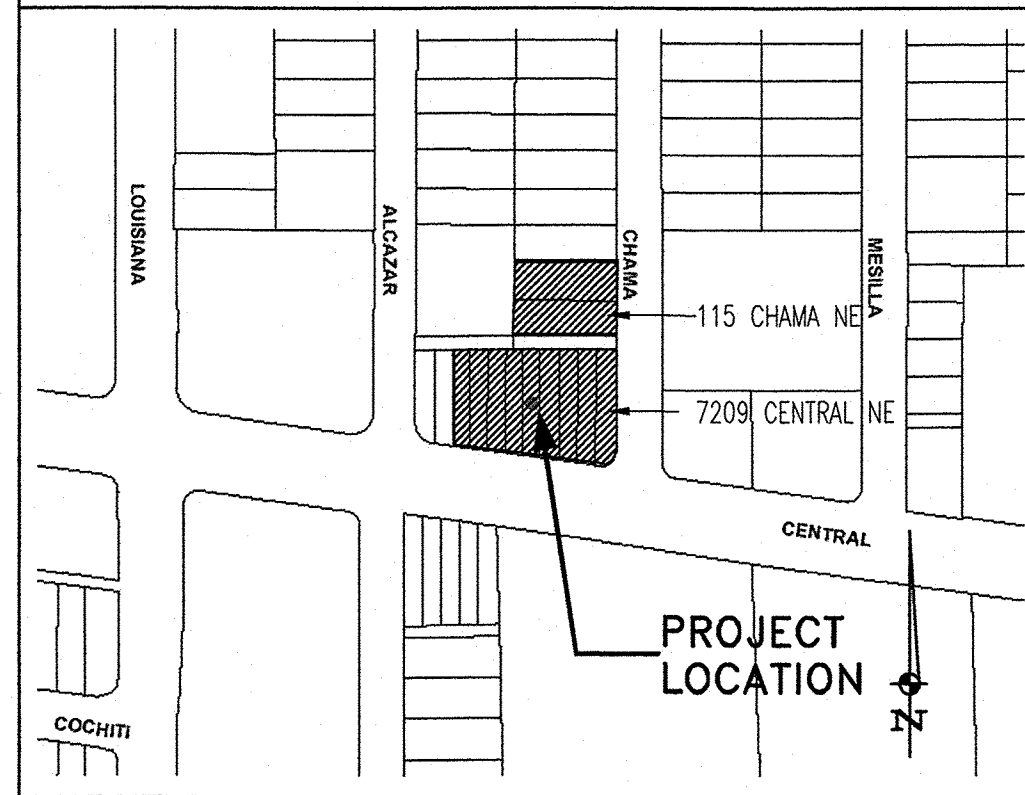 LOUISIANA
ALCAZAR
CHAMA
MESILLA
115 CHAMA NE
7209 CENTRAL NE
CENTRAL
PROJECT
LOCATION
N
COCHITI